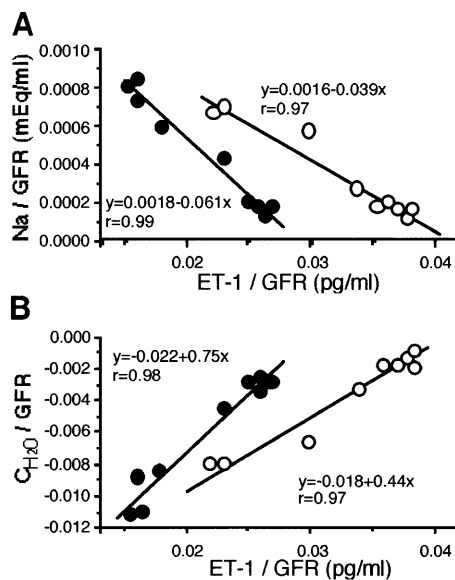 A
Na / GFR (mEq/ml)
0.0010
0.0008
0.0006
0.0004
0.0002
0.0000
y=0.0016-0.039x
r=0.97
y=0.0018-0.061x
r=0.99
0.02 0.03 0.04
ET-1 / GFR (pg/ml)
B
C H2O / GFR
0.000
-0.002
-0.004
-0.006
-0.008
-0.010
-0.012
y=-0.022+0.75x
r=0.98
y=-0.018+0.44x
r=0.97
0.02 0.03 0.04
ET-1 / GFR (pg/ml)